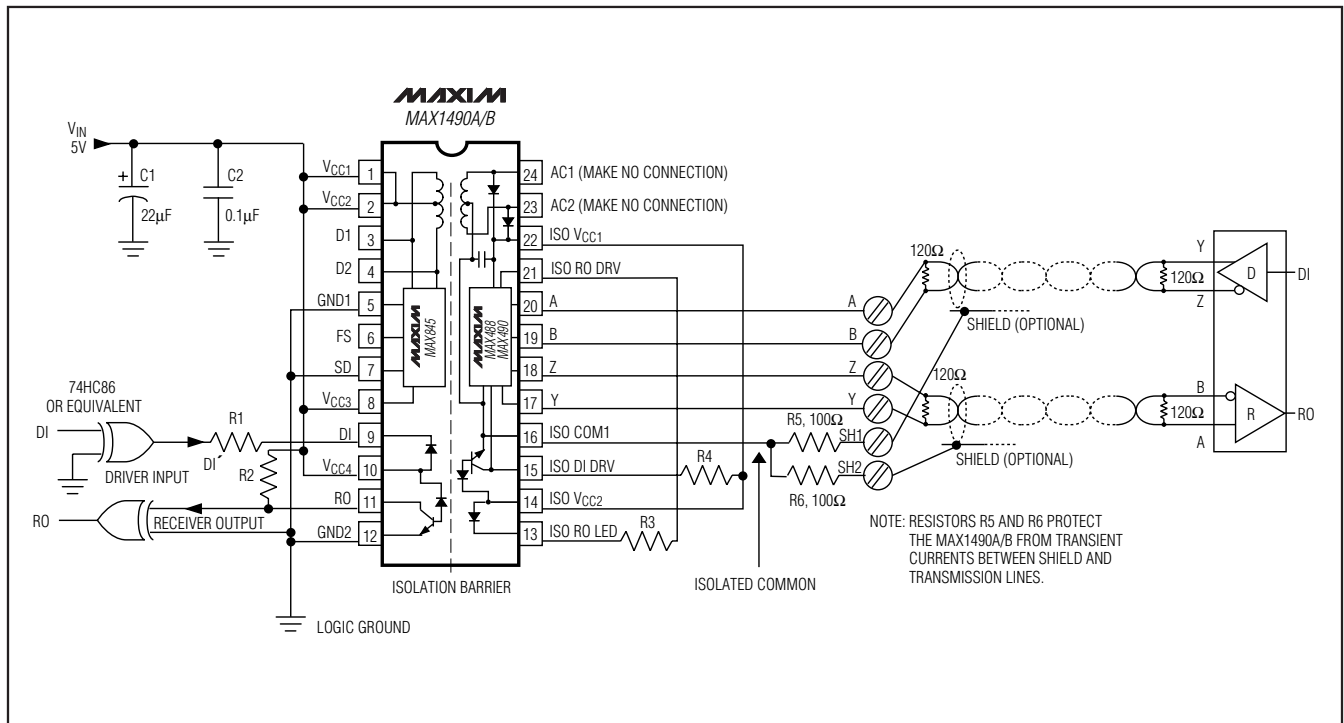 MAXIM
MAX1490A/B
VIN
5V
+ C1
22µF
C2
0.1µF
VCC1
1
VCC2
2
D1
3
D2
4
GND1
5
FS
6
SD
7
VCC3
8
DI
9
VCC4
10
RO
11
GND2
12
24
AC1 (MAKE NO CONNECTION)
23
AC2 (MAKE NO CONNECTION)
22
ISO VCC1
21
ISO RO DRV
20
A
19
B
18
Z
17
Y
16
ISO COM1
15
ISO DI DRV
14
ISO VCC2
13
ISO RO LED
MAXIM
MAX845
MAXIM
MAX488
MAX490
74HC86
OR EQUIVALENT
DI
R1
DI´
DRIVER INPUT
R2
RO
RECEIVER OUTPUT
ISOLATION BARRIER
LOGIC GROUND
R4
R3
ISOLATED COMMON
A
B
Z
Y
R5, 100Ω
SH1
SH2
R6, 100Ω
120Ω
SHIELD (OPTIONAL)
120Ω
Y
D
DI
Z
120Ω
SHIELD (OPTIONAL)
120Ω
B
R
RO
A
NOTE: RESISTORS R5 AND R6 PROTECT
THE MAX1490A/B FROM TRANSIENT
CURRENTS BETWEEN SHIELD AND
TRANSMISSION LINES.